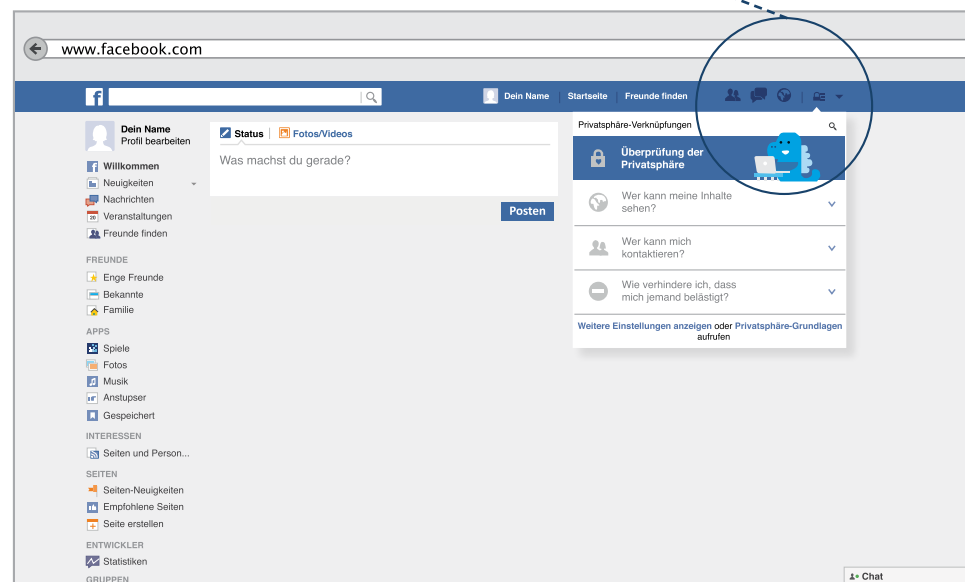 www.facebook.com
f
Dein Name
Startseite
Freunde finden
Dein Name
Profil bearbeiten
Willkommen
Neuigkeiten
Nachrichten
20 Veranstaltungen
Freunde finden
FREUNDE
Enge Freunde
Bekannte
Familie
APPS
Spiele
Fotos
Musik
Anstupser
Gespeichert
INTERESSEN
Seiten und Person...
SEITEN
Seiten-Neuigkeiten
Empfohlene Seiten
Seite erstellen
ENTWICKLER
Statistiken
GRUPPEN
Status
Fotos/Videos
Was machst du gerade?
Posten
Privatsphäre-Verknüpfungen
Überprüfung der
Privatsphäre
Wer kann meine Inhalte
sehen?
Wer kann mich
kontaktieren?
Wie verhindere ich, dass
mich jemand belästigt?
Weitere Einstellungen anzeigen oder Privatsphäre-Grundlagen
aufrufen
Chat